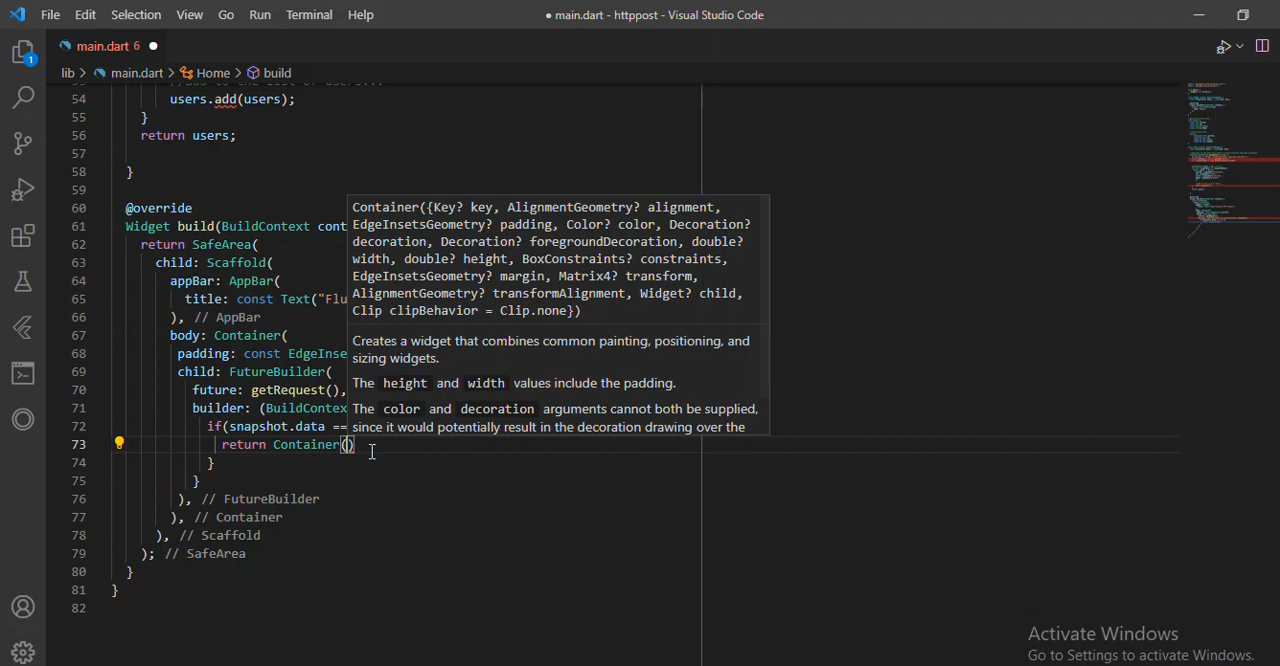 File Edit Selection View Go Run Terminal Help
● main.dart - httppost - Visual Studio Code
1
main.dart 6 ●
lib > main.dart > Home > build
54 users.add(users);
55 }
56 return users;
57
58 }
59
60 @override
61 Widget build(BuildContext cont
62 return SafeArea(
63 child: Scaffold(
64 appBar: AppBar(
65 title: const Text("Flu
66 ), // AppBar
67 body: Container(
68 padding: const EdgeInse
69 child: FutureBuilder(
70 future: getRequest(),
71 builder: (BuildContex
72 if(snapshot.data ==
73 return Container()
74 }
75 }
76 ), // FutureBuilder
77 ), // Container
78 ), // Scaffold
79 ); // SafeArea
80 }
81 }
82
Container({Key? key, AlignmentGeometry? alignment,
EdgeInsetsGeometry? padding, Color? color, Decoration?
decoration, Decoration? foregroundDecoration, double?
width, double? height, BoxConstraints? constraints,
EdgeInsetsGeometry? margin, Matrix4? transform,
AlignmentGeometry? transformAlignment, Widget? child,
Clip clipBehavior = Clip.none})
Creates a widget that combines common painting, positioning, and
sizing widgets.
The height and width values include the padding.
The color and decoration arguments cannot both be supplied,
since it would potentially result in the decoration drawing over the
Activate Windows
Go to Settings to activate Windows.